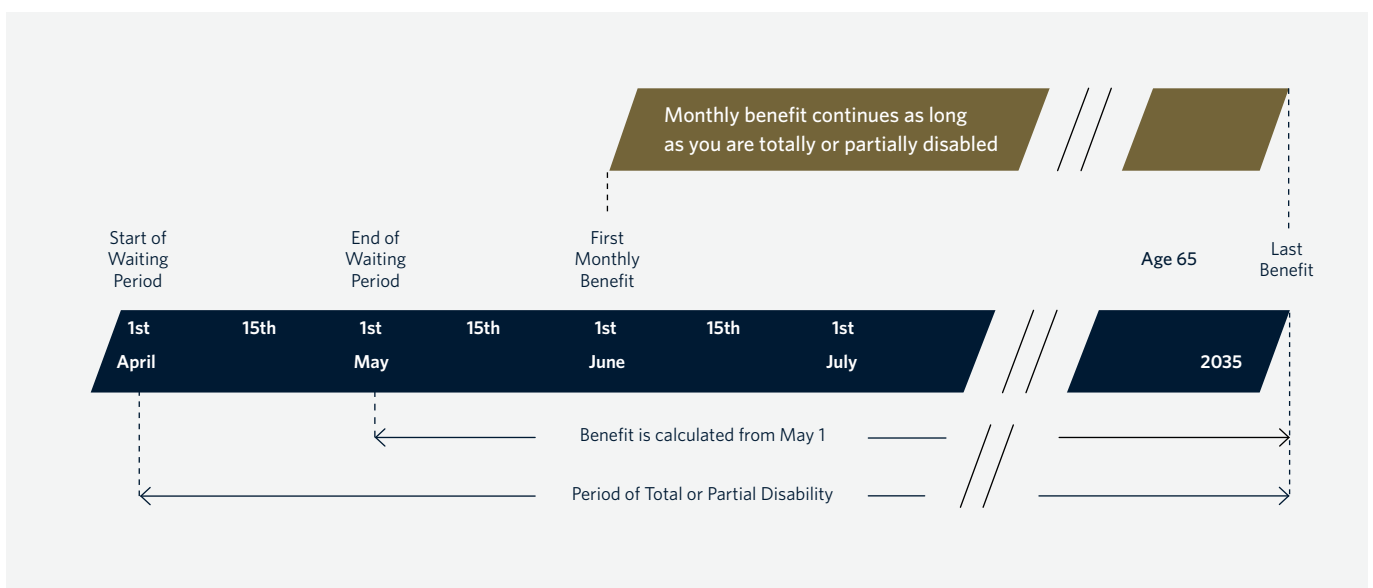 Monthly benefit continues as long
as you are totally or partially disabled
Start of
Waiting
Period
End of
Waiting
Period
First
Monthly
Benefit
Age 65
Last
Benefit
1st 15th 1st 15th 1st 15th 1st
April May June July 2035
Benefit is calculated from May 1
Period of Total or Partial Disability